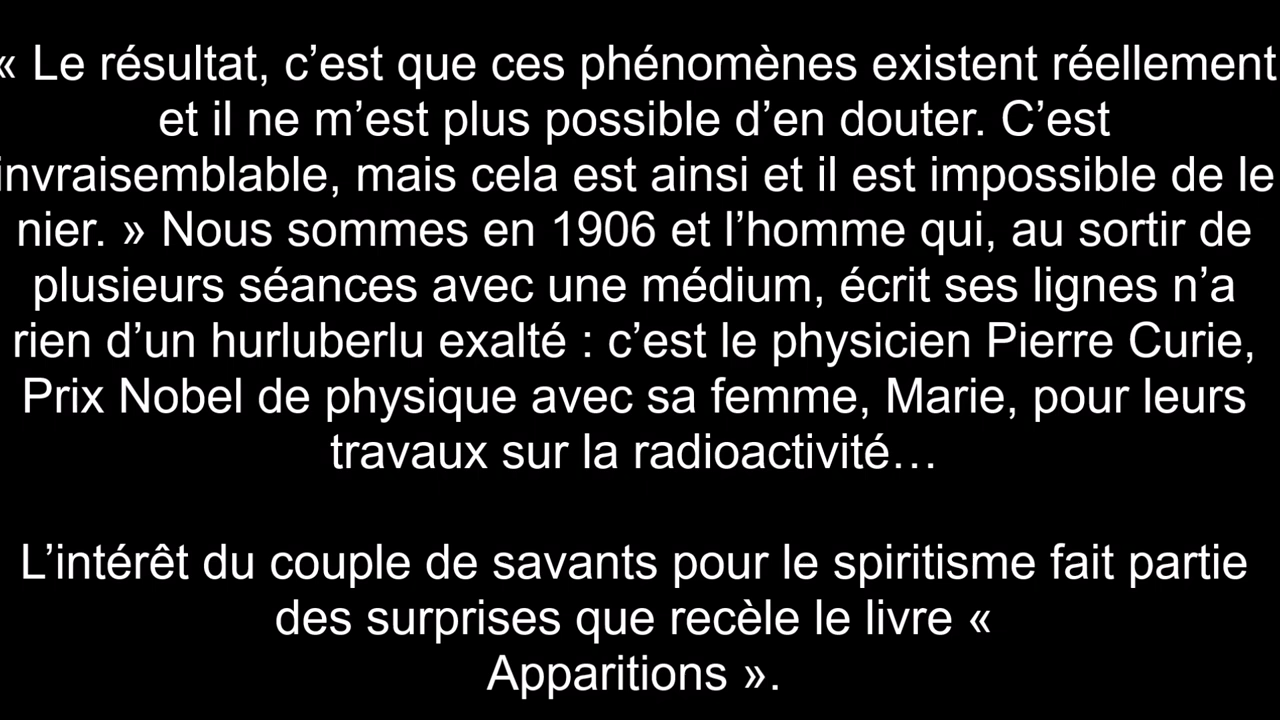 « Le résultat, c’est que ces phénomènes existent réellement
et il ne m’est plus possible d’en douter. C’est
invraisemblable, mais cela est ainsi et il est impossible de le
nier. » Nous sommes en 1906 et l’homme qui, au sortir de
plusieurs séances avec une médium, écrit ses lignes n’a
rien d’un hurluberlu exalté : c’est le physicien Pierre Curie,
Prix Nobel de physique avec sa femme, Marie, pour leurs
travaux sur la radioactivité…
L’intérêt du couple de savants pour le spiritisme fait partie
des surprises que recèle le livre «
Apparitions ».